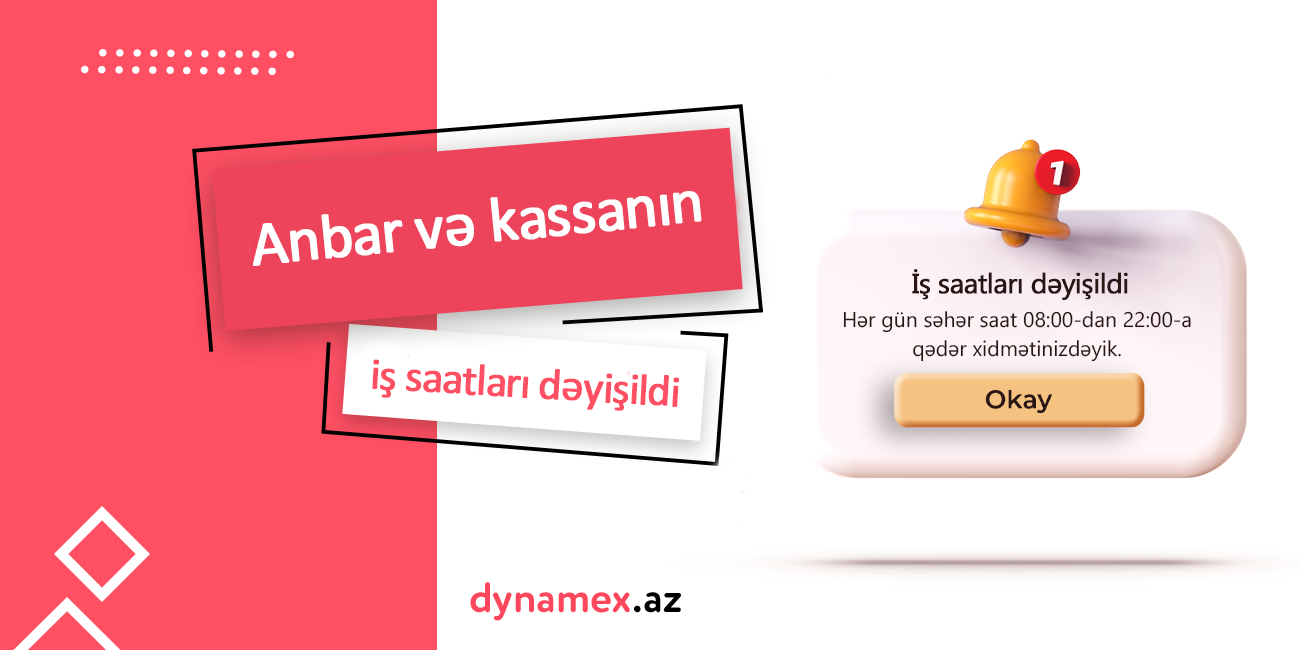 Anbar və kassanın
iş saatları dəyişildi
1
İş saatları dəyişildi
Hər gün səhər saat 08:00-dan 22:00-a
qədər xidmətinizdəyik.
Okay
dynamex.az